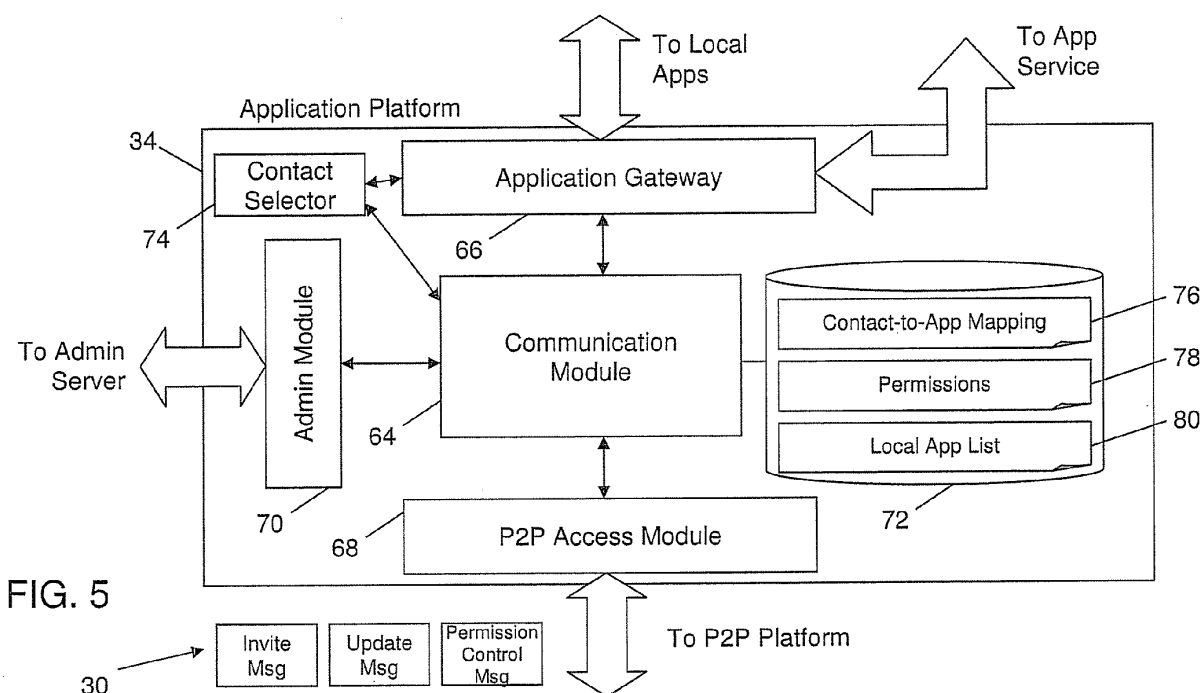 To Local
Apps
To App
Service
Application Platform
34
Contact
Selector
Application Gateway
74
66
Admin Module
Communication
Module
Contact-to-App Mapping
76
To Admin
Server
Permissions
78
64
Local App List
80
70
72
68
P2P Access Module
FIG. 5
Invite
Msg
Update
Msg
Permission
Control
Msg
To P2P Platform
30